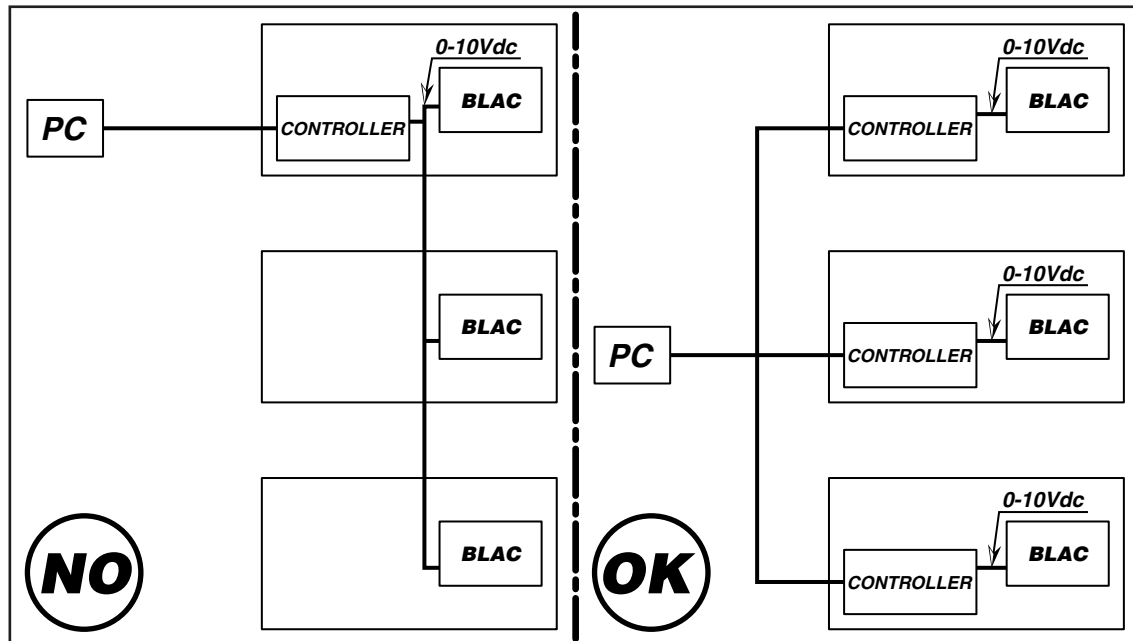 0-10Vdc
BLAC
PC
CONTROLLER
BLAC
BLAC
NO
0-10Vdc
BLAC
CONTROLLER
0-10Vdc
BLAC
PC
CONTROLLER
0-10Vdc
BLAC
CONTROLLER
OK